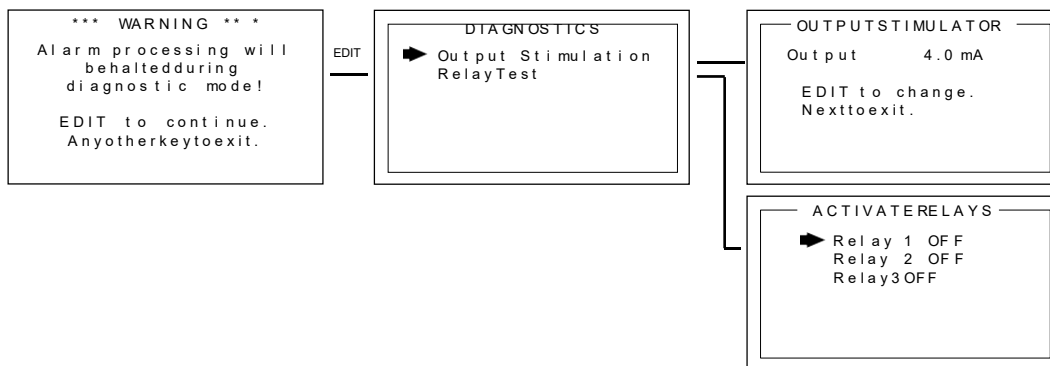 *** WARNING ** *
Alarm processing will
behaltedduring
diagnostic mode!
EDIT to continue.
Anyotherkeytoexit.
EDIT
DIAGNOSTICS
Output Stimulation
RelayTest
OUTPUTSTIMULATOR
Output 4.0 mA
EDIT to change.
Nexttoexit.
ACTIVATERELAYS
Relay 1 OFF
Relay 2 OFF
Relay3OFF